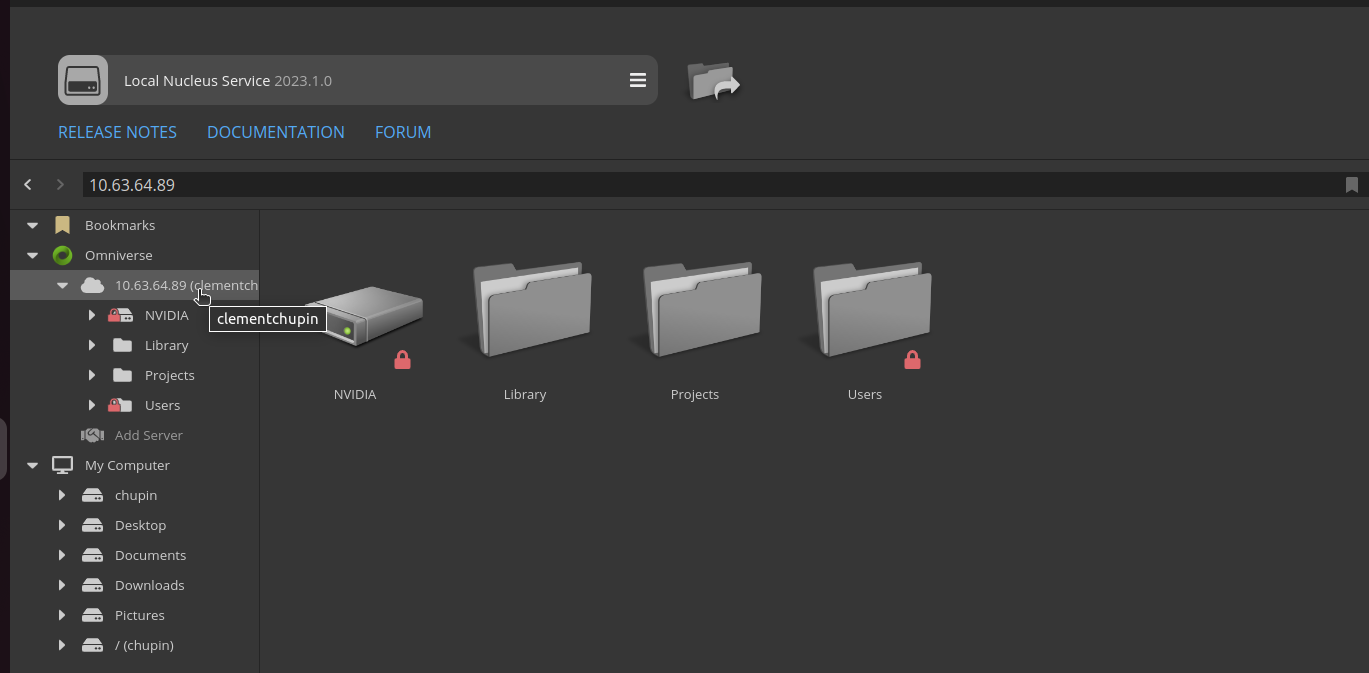 Local Nucleus Service 2023.1.0
RELEASE NOTES DOCUMENTATION FORUM
10.63.64.89
Bookmarks
Omniverse
10.63.64.89 (clementch
clementchupin
NVIDIA
Library
Projects
Users
Add Server
My Computer
chupin
Desktop
Documents
Downloads
Pictures
/ (chupin)
NVIDIA Library Projects Users